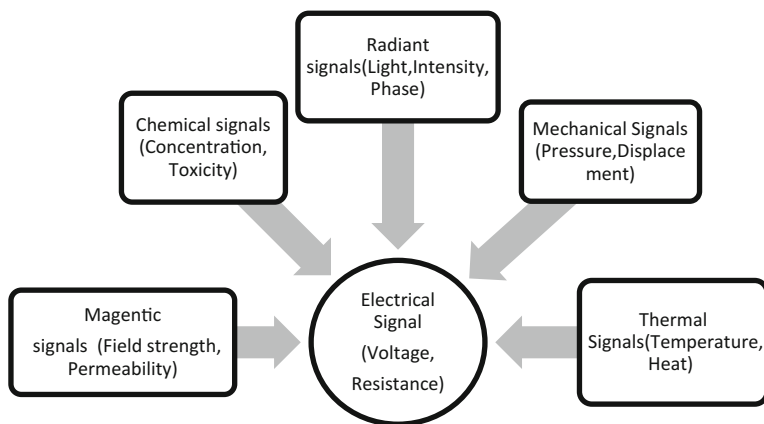 Radiant
signals(Light,Intensity,
Phase)
Chemical signals
(Concentration,
Toxicity)
Mechanical Signals
(Pressure,Displace
ment)
Magentic
signals (Field strength,
Permeability)
Electrical
Signal
(Voltage,
Resistance)
Thermal
Signals(Temperature,
Heat)